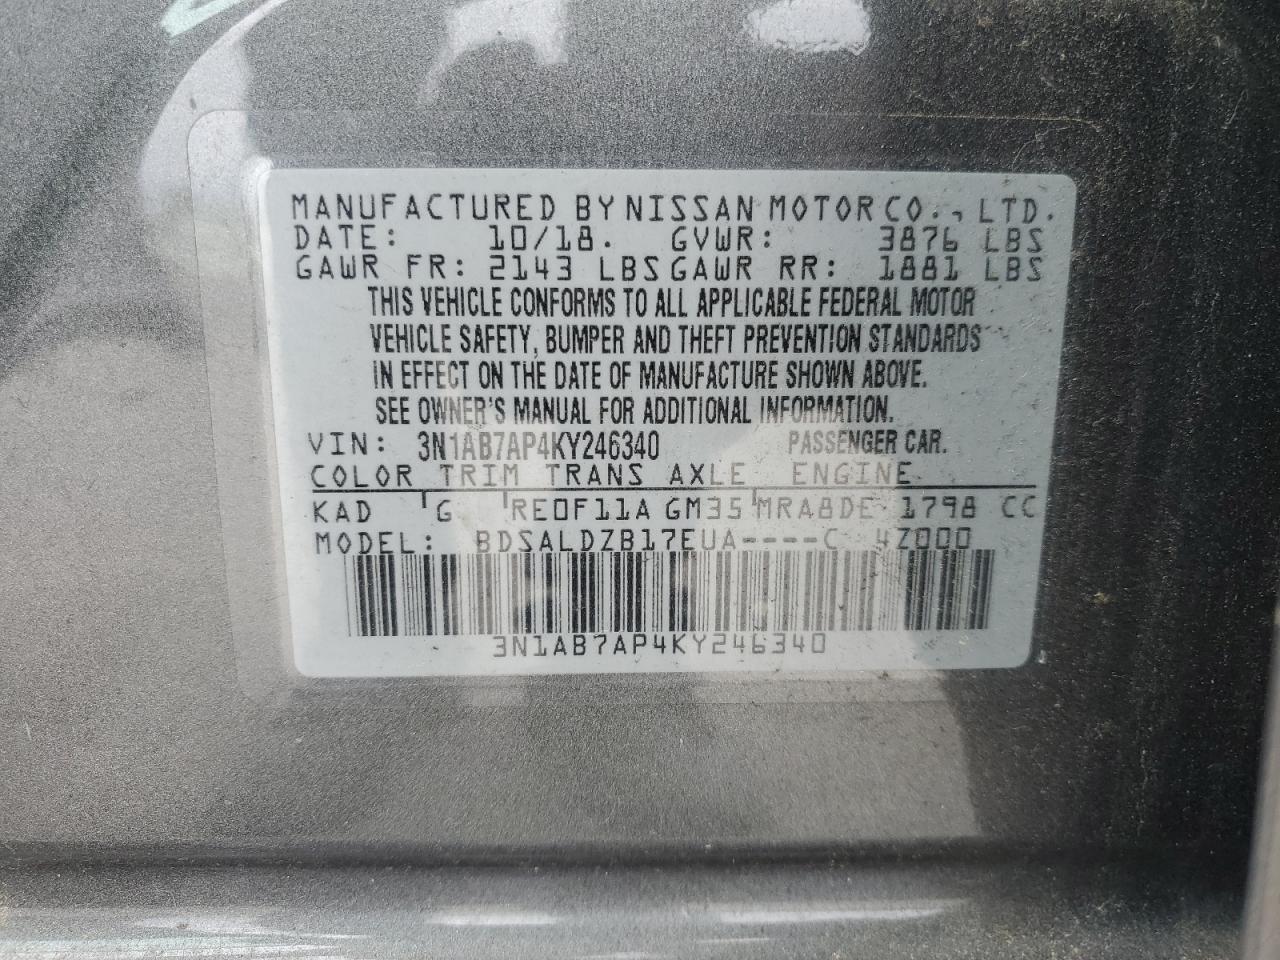 MANUFACTURED BY NISSAN MOTOR CO., LTD.
DATE: 10/18. GVWR: 3876 LBS
GAWR FR: 2143 LBS GAWR RR: 1881 LBS
THIS VEHICLE CONFORMS TO ALL APPLICABLE FEDERAL MOTOR
VEHICLE SAFETY, BUMPER AND THEFT PREVENTION STANDARDS
IN EFFECT ON THE DATE OF MANUFACTURE SHOWN ABOVE.
SEE OWNER'S MANUAL FOR ADDITIONAL INFORMATION.
VIN: 3N1AB7AP4KY246340 PASSENGER CAR.
COLOR TRIM TRANS AXLE ENGINE
KAD G RE0F11A GM35 MRA8DE 1798 CC
MODEL: BDSALDZB17EUA----C 4Z000
3N1AB7AP4KY246340